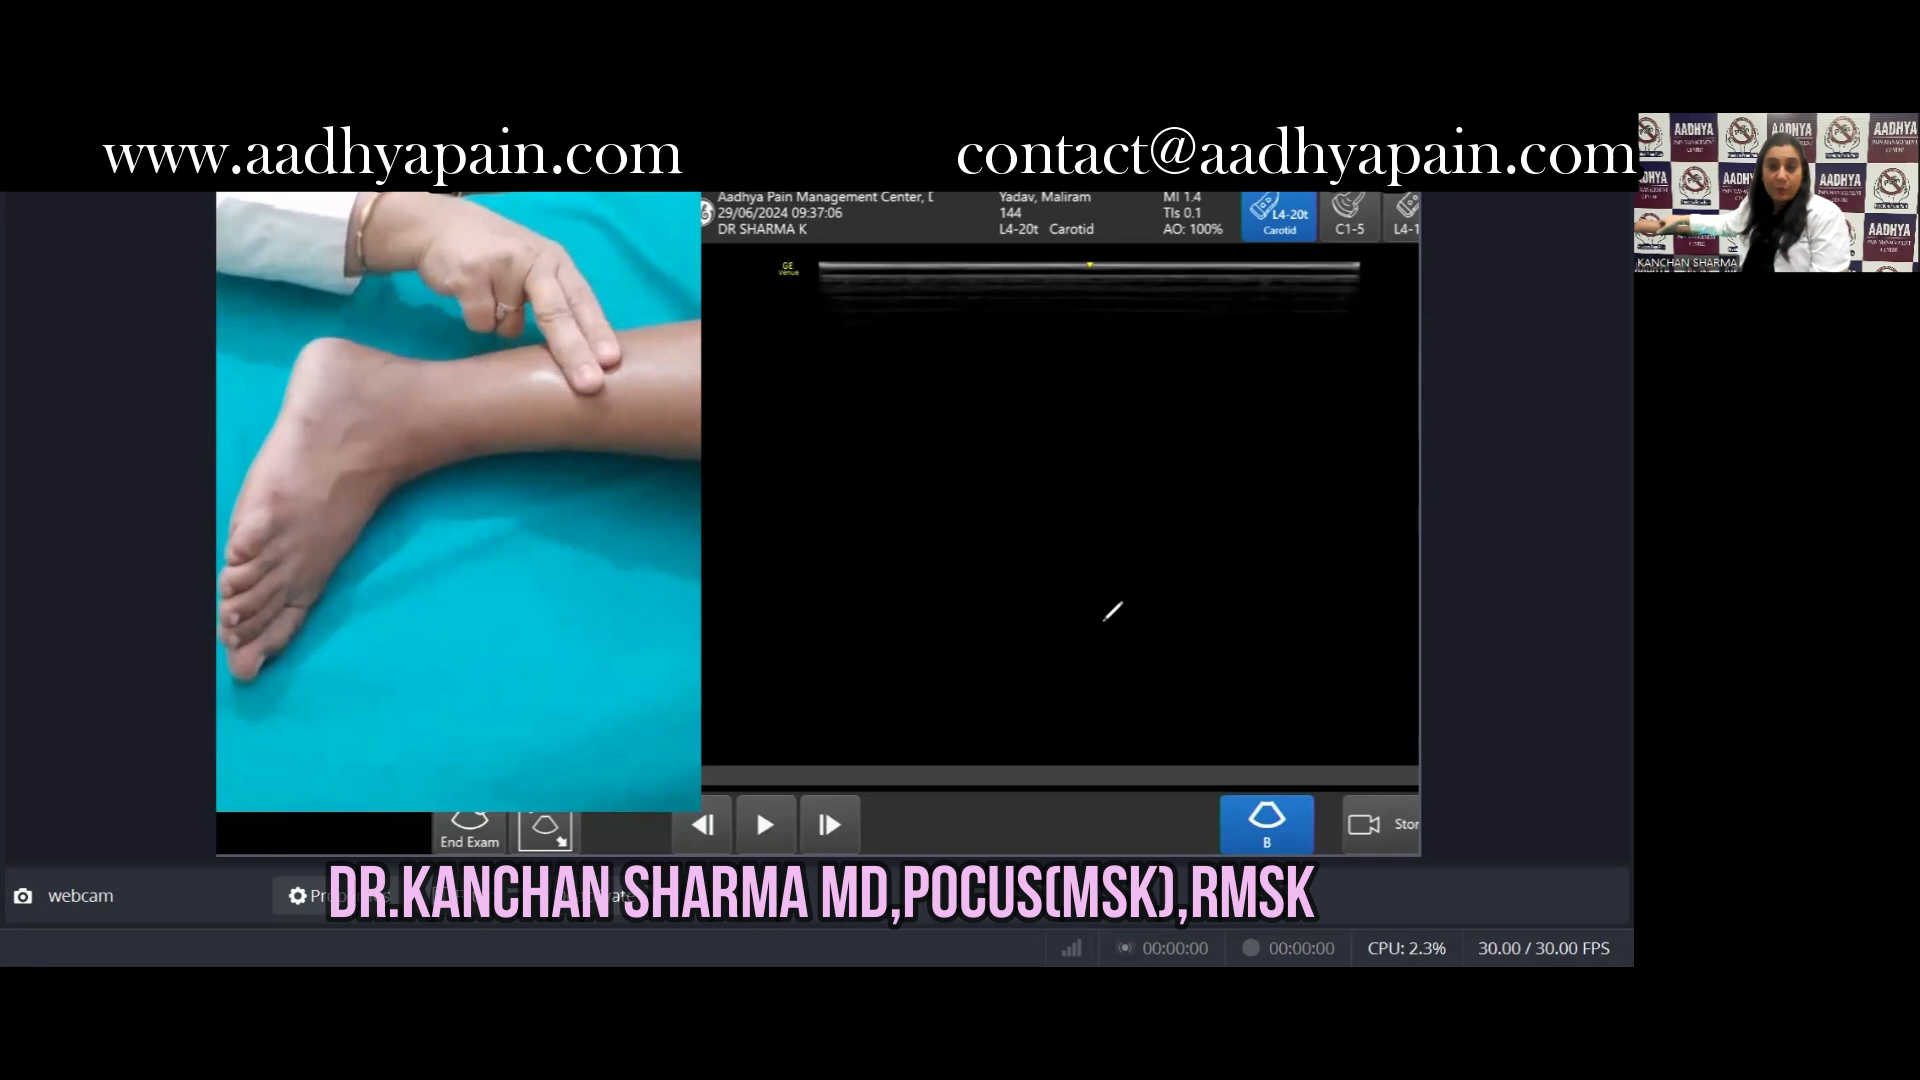 www.aadhyapain.com
contact@aadhyapain.com
AADHYA
KANCHAN SHARMA
Aadhya Pain Management Center,
29/06/2024 09:37:06
DR SHARMA K
Yadav, Maliram
144
L4-20t Carotid
MI 1.4
TIs 0.1
AO: 100%
L4-20t
Carotid
C1-5
L4-1
GE
Venue
End Exam
B
Stor
DR.KANCHAN SHARMA MD,POCUS(MSK),RMSK
webcam
00:00:00
00:00:00
CPU: 2.3%
30.00 / 30.00 FPS